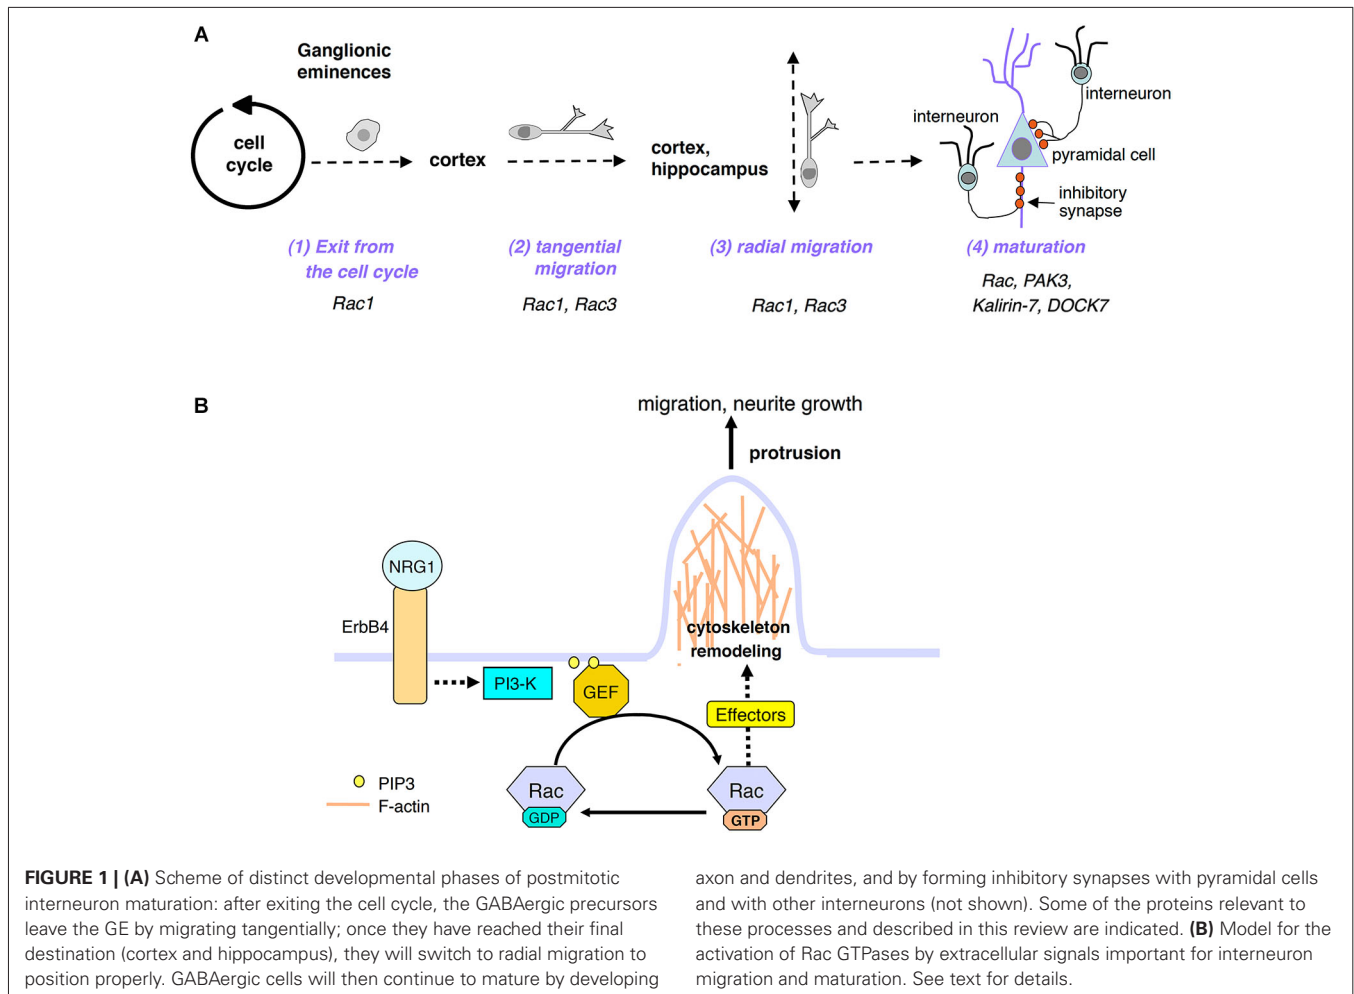 A
Ganglionic
eminences
cell
cycle
cortex
cortex,
hippocampus
interneuron
interneuron
pyramidal cell
inhibitory
synapse
(1) Exit from
the cell cycle
Rac1
(2) tangential
migration
Rac1, Rac3
(3) radial migration
Rac1, Rac3
(4) maturation
Rac, PAK3,
Kalirin-7, DOCK7
B
migration, neurite growth
protrusion
NRG1
ErbB4
cytoskeleton
remodeling
PI3-K
GEF
Effectors
Rac
GDP
Rac
GTP
PIP3
F-actin
FIGURE 1 | (A) Scheme of distinct developmental phases of postmitotic
interneuron maturation: after exiting the cell cycle, the GABAergic precursors
leave the GE by migrating tangentially; once they have reached their final
destination (cortex and hippocampus), they will switch to radial migration to
position properly. GABAergic cells will then continue to mature by developing
axon and dendrites, and by forming inhibitory synapses with pyramidal cells
and with other interneurons (not shown). Some of the proteins relevant to
these processes and described in this review are indicated. (B) Model for the
activation of Rac GTPases by extracellular signals important for interneuron
migration and maturation. See text for details.